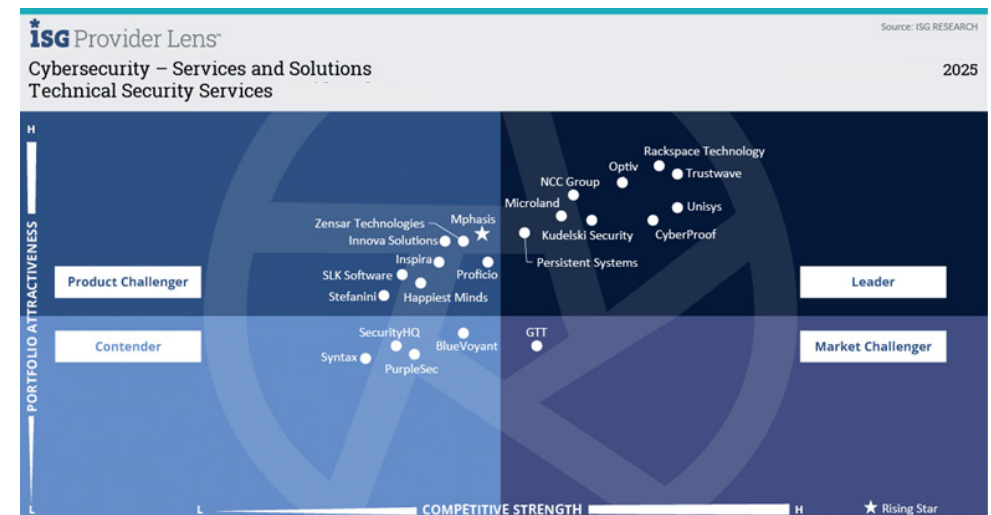 ISG Provider Lens™
Source: ISG RESEARCH
Cybersecurity – Services and Solutions
Technical Security Services
2025
H
PORTFOLIO ATTRACTIVENESS
L
Rackspace Technology
Optiv
Trustwave
NCC Group
Microland
Unisys
Zensar Technologies
Mphasis
Innova Solutions
Kudelski Security
CyberProof
Inspira
Persistent Systems
SLK Software
Proficio
Product Challenger
Leader
Stefanini
Happiest Minds
SecurityHQ
GTT
Contender
BlueVoyant
Market Challenger
Syntax
PurpleSec
L
COMPETITIVE STRENGTH
H
Rising Star